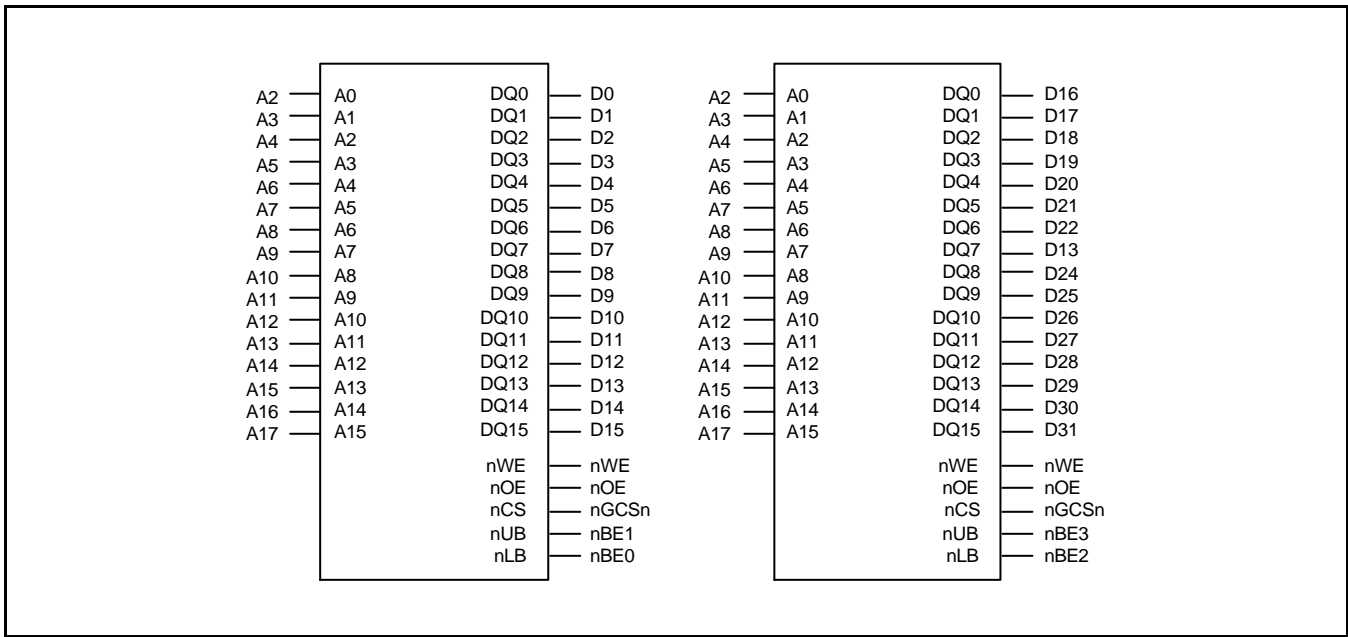 A2 A0 DQ0 D0 A2 A0 DQ0 D16
A3 A1 DQ1 D1 A3 A1 DQ1 D17
A4 A2 DQ2 D2 A4 A2 DQ2 D18
A5 A3 DQ3 D3 A5 A3 DQ3 D19
A6 A4 DQ4 D4 A6 A4 DQ4 D20
A7 A5 DQ5 D5 A7 A5 DQ5 D21
A8 A6 DQ6 D6 A8 A6 DQ6 D22
A9 A7 DQ7 D7 A9 A7 DQ7 D13
A10 A8 DQ8 D8 A10 A8 DQ8 D24
A11 A9 DQ9 D9 A11 A9 DQ9 D25
A12 A10 DQ10 D10 A12 A10 DQ10 D26
A13 A11 DQ11 D11 A13 A11 DQ11 D27
A14 A12 DQ12 D12 A14 A12 DQ12 D28
A15 A13 DQ13 D13 A15 A13 DQ13 D29
A16 A14 DQ14 D14 A16 A14 DQ14 D30
A17 A15 DQ15 D15 A17 A15 DQ15 D31
nWE nWE nWE nWE
nOE nOE nOE nOE
nCS nGCSn nCS nGCSn
nUB nBE1 nUB nBE3
nLB nBE0 nLB nBE2